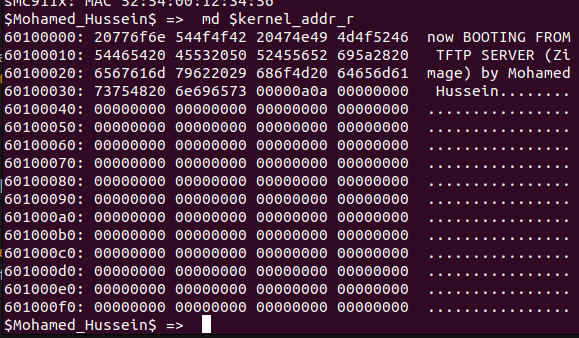 smc911x: MAC 52:54:00:12:34:56
$Mohamed_Hussein$ =>  md $kernel_addr_r
60100000: 20776f6e 544f4f42 20474e49 4d4f5246    now BOOTING FROM
60100010: 54465420 45532050 52455652 695a2820     TFTP SERVER (Zi
60100020: 6567616d 79622029 686f4d20 64656d61    mage) by Mohamed
60100030: 73754820 6e696573 00000a0a 00000000     Hussein.........
60100040: 00000000 00000000 00000000 00000000    ................
60100050: 00000000 00000000 00000000 00000000    ................
60100060: 00000000 00000000 00000000 00000000    ................
60100070: 00000000 00000000 00000000 00000000    ................
60100080: 00000000 00000000 00000000 00000000    ................
60100090: 00000000 00000000 00000000 00000000    ................
601000a0: 00000000 00000000 00000000 00000000    ................
601000b0: 00000000 00000000 00000000 00000000    ................
601000c0: 00000000 00000000 00000000 00000000    ................
601000d0: 00000000 00000000 00000000 00000000    ................
601000e0: 00000000 00000000 00000000 00000000    ................
601000f0: 00000000 00000000 00000000 00000000    ................
$Mohamed_Hussein$ =>